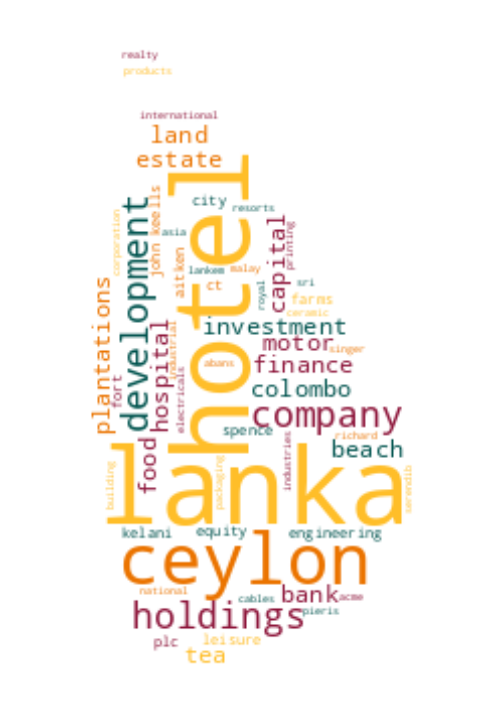 realty
products
international
land
estate
hotel
city
resorts
development
john keells
asia
corporation
aitken
lankem
malay
ct
capital
printing
royal
sri
farms
ceramic
plantations
fort
hospital
industrial
electricals
investment
motor
singer
abans
finance
colombo
company
spence
richard
beach
food
industries
packaging
building
serendib
lanka
kelani
equity
engineering
ceylon
national
cables
bank
acme
pieris
holdings
plc
leisure
tea